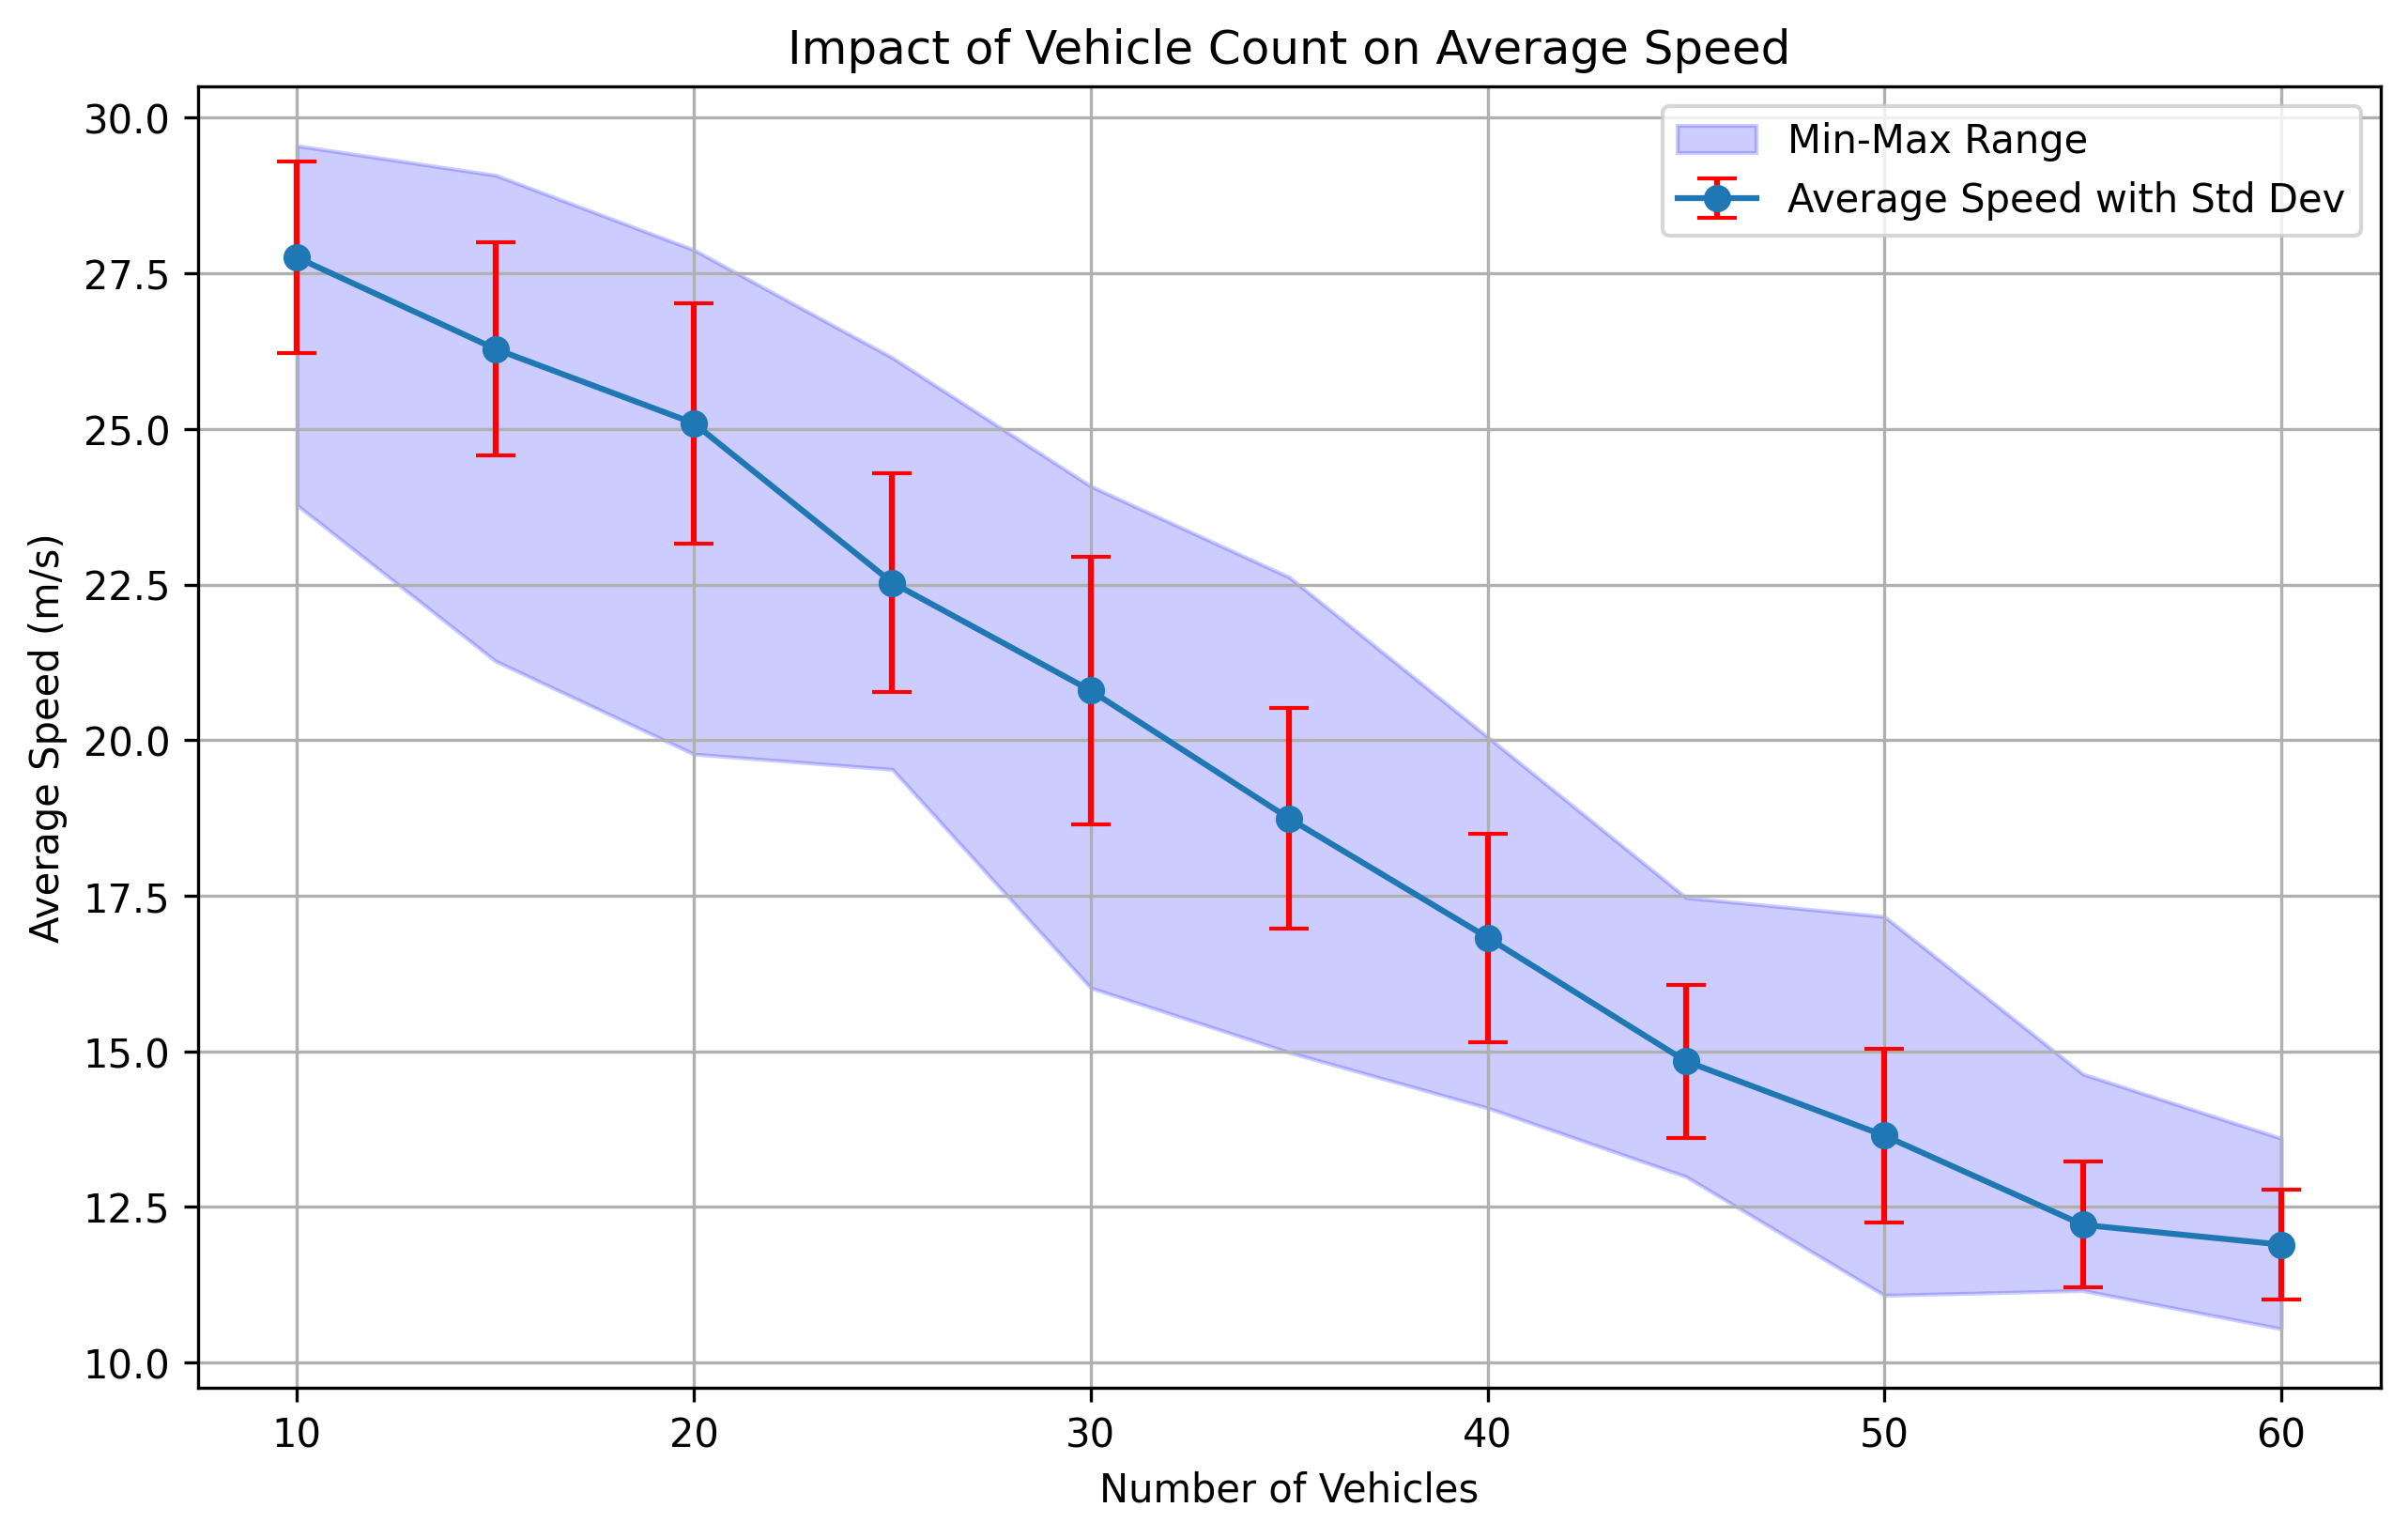 Impact of Vehicle Count on Average Speed
Min-Max Range
Average Speed with Std Dev
30.0
27.5
25.0
22.5
20.0
17.5
15.0
12.5
10.0
Average Speed (m/s)
10 20 30 40 50 60
Number of Vehicles